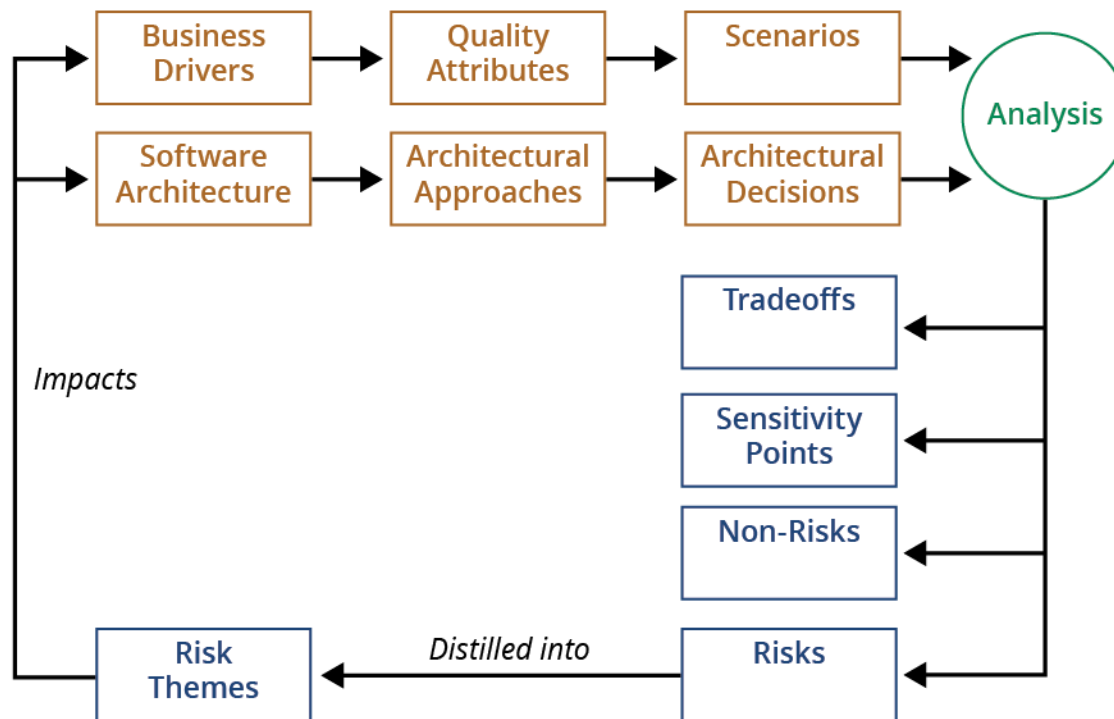 Business
Drivers
Quality
Attributes
Scenarios
Analysis
Software
Architecture
Architectural
Approaches
Architectural
Decisions
Tradeoffs
Impacts
Sensitivity
Points
Non-Risks
Risk
Themes
Distilled into
Risks